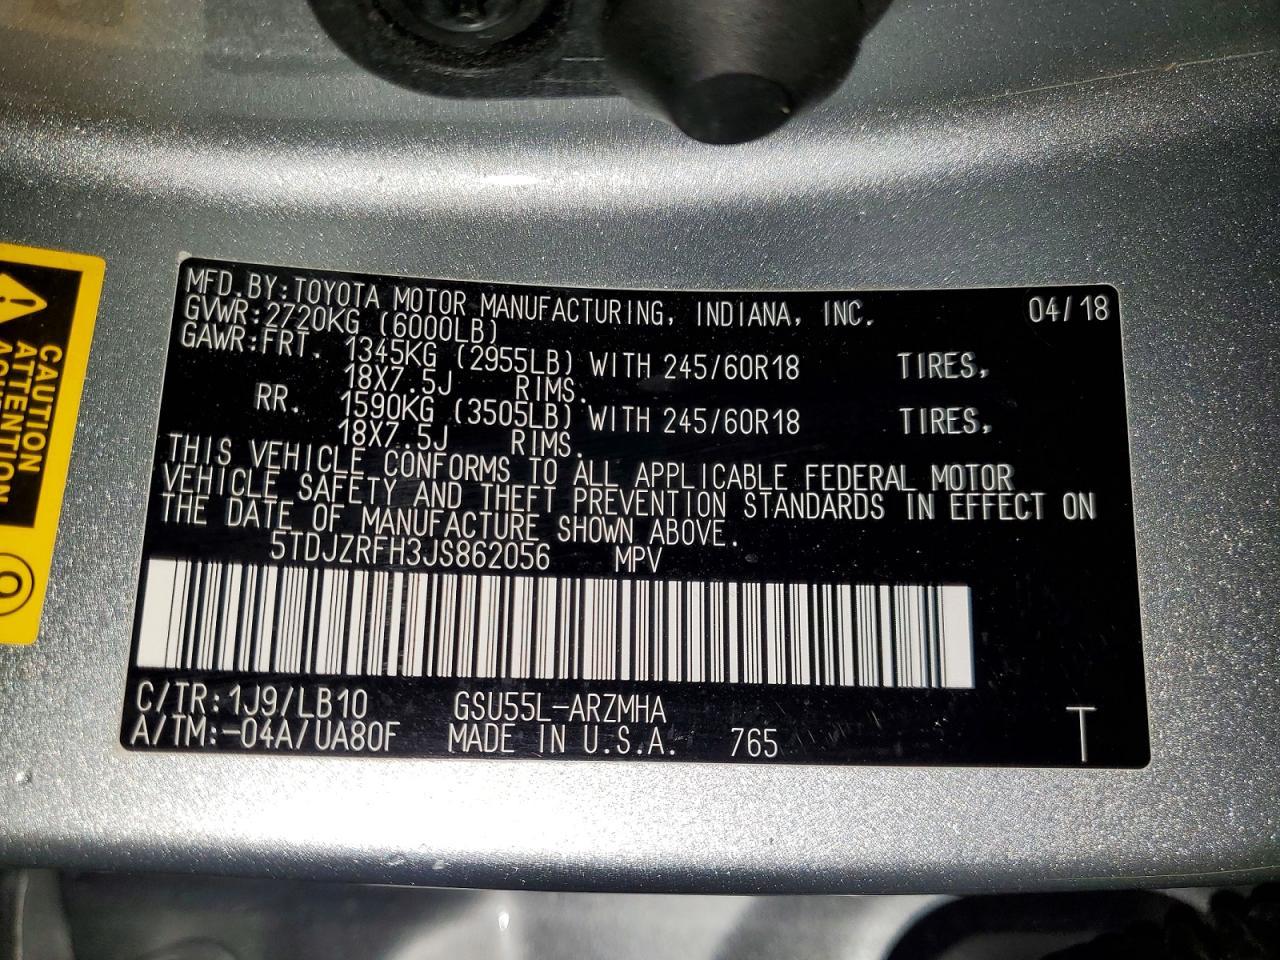 MFD.BY:TOYOTA MOTOR MANUFACTURING, INDIANA, INC. 04/18
GVWR:2720KG (6000LB)
GAWR:FRT. 1345KG (2955LB) WITH 245/60R18 TIRES,
18X7.5J RIMS.
RR. 1590KG (3505LB) WITH 245/60R18 TIRES,
18X7.5J RIMS.
THIS VEHICLE CONFORMS TO ALL APPLICABLE FEDERAL MOTOR
VEHICLE SAFETY AND THEFT PREVENTION STANDARDS IN EFFECT ON
THE DATE OF MANUFACTURE SHOWN ABOVE.
5TDJZRFH3JS862056 MPV
C/TR:1J9/LB10 GSU55L-ARZMHA
A/TM:-04A/UA80F MADE IN U.S.A. 765 T
CAUTION
ATTENTION